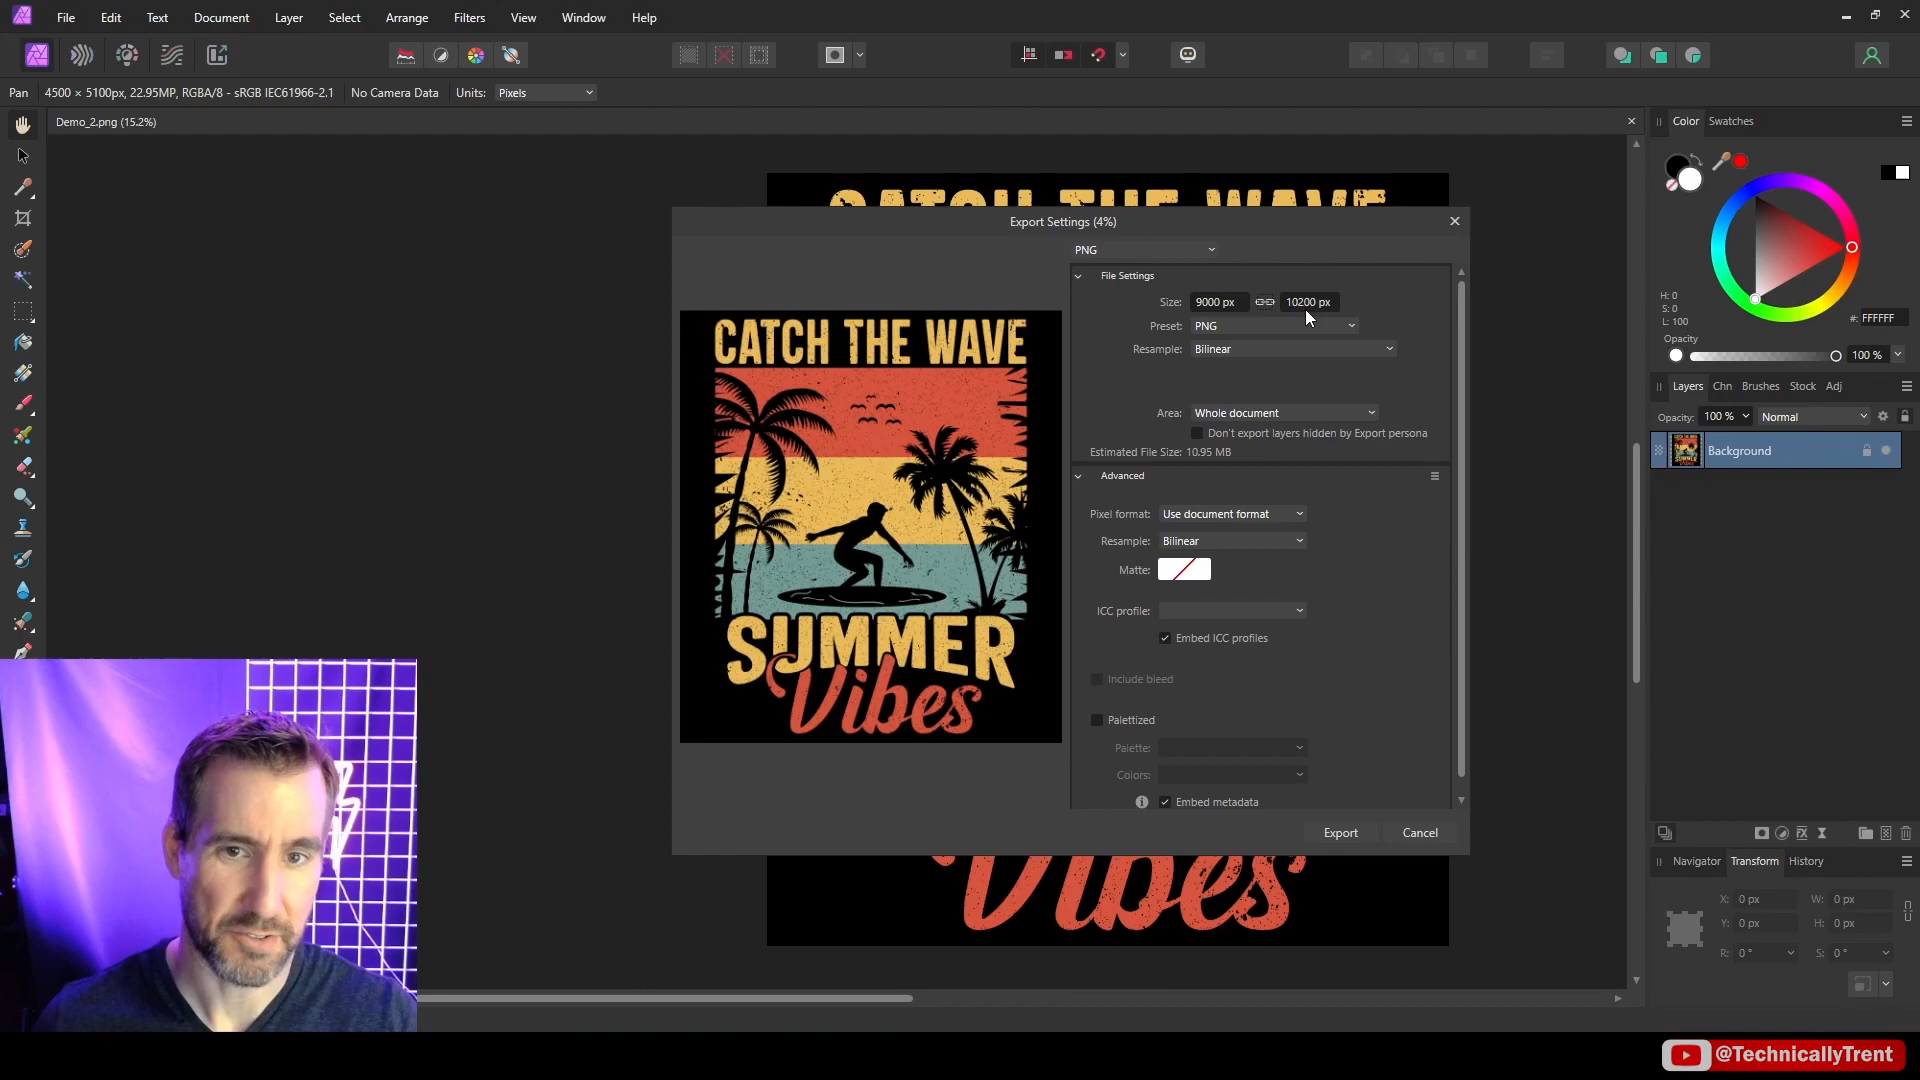 File Edit Text Document Layer Select Arrange Filters View Window Help
Pan 4500 × 5100px, 22.95MP, RGBA/8 - sRGB IEC61966-2.1 No Camera Data Units: Pixels
Demo_2.png (15.2%)
Color Swatches
CATCH THE WAVE
Export Settings (4%)
PNG
File Settings
Size: 9000 px 10200 px
Preset: PNG
Resample: Bilinear
Area: Whole document
Don't export layers hidden by Export persona
Estimated File Size: 10.95 MB
Advanced
Pixel format: Use document format
Resample: Bilinear
Matte:
ICC profile:
Embed ICC profiles
Include bleed
Palettized
Palette:
Colors:
Embed metadata
Export Cancel
CATCH THE WAVE
SUMMER
Vibes
Vibes
H: 0
S: 0
L: 100
#: FFFFFF
Opacity
100 %
Layers Chn Brushes Stock Adj
Opacity: 100 % Normal
Background
Navigator Transform History
X: 0 px W: 0 px
Y: 0 px H: 0 px
R: 0 ° S: 0 °
@TechnicallyTrent